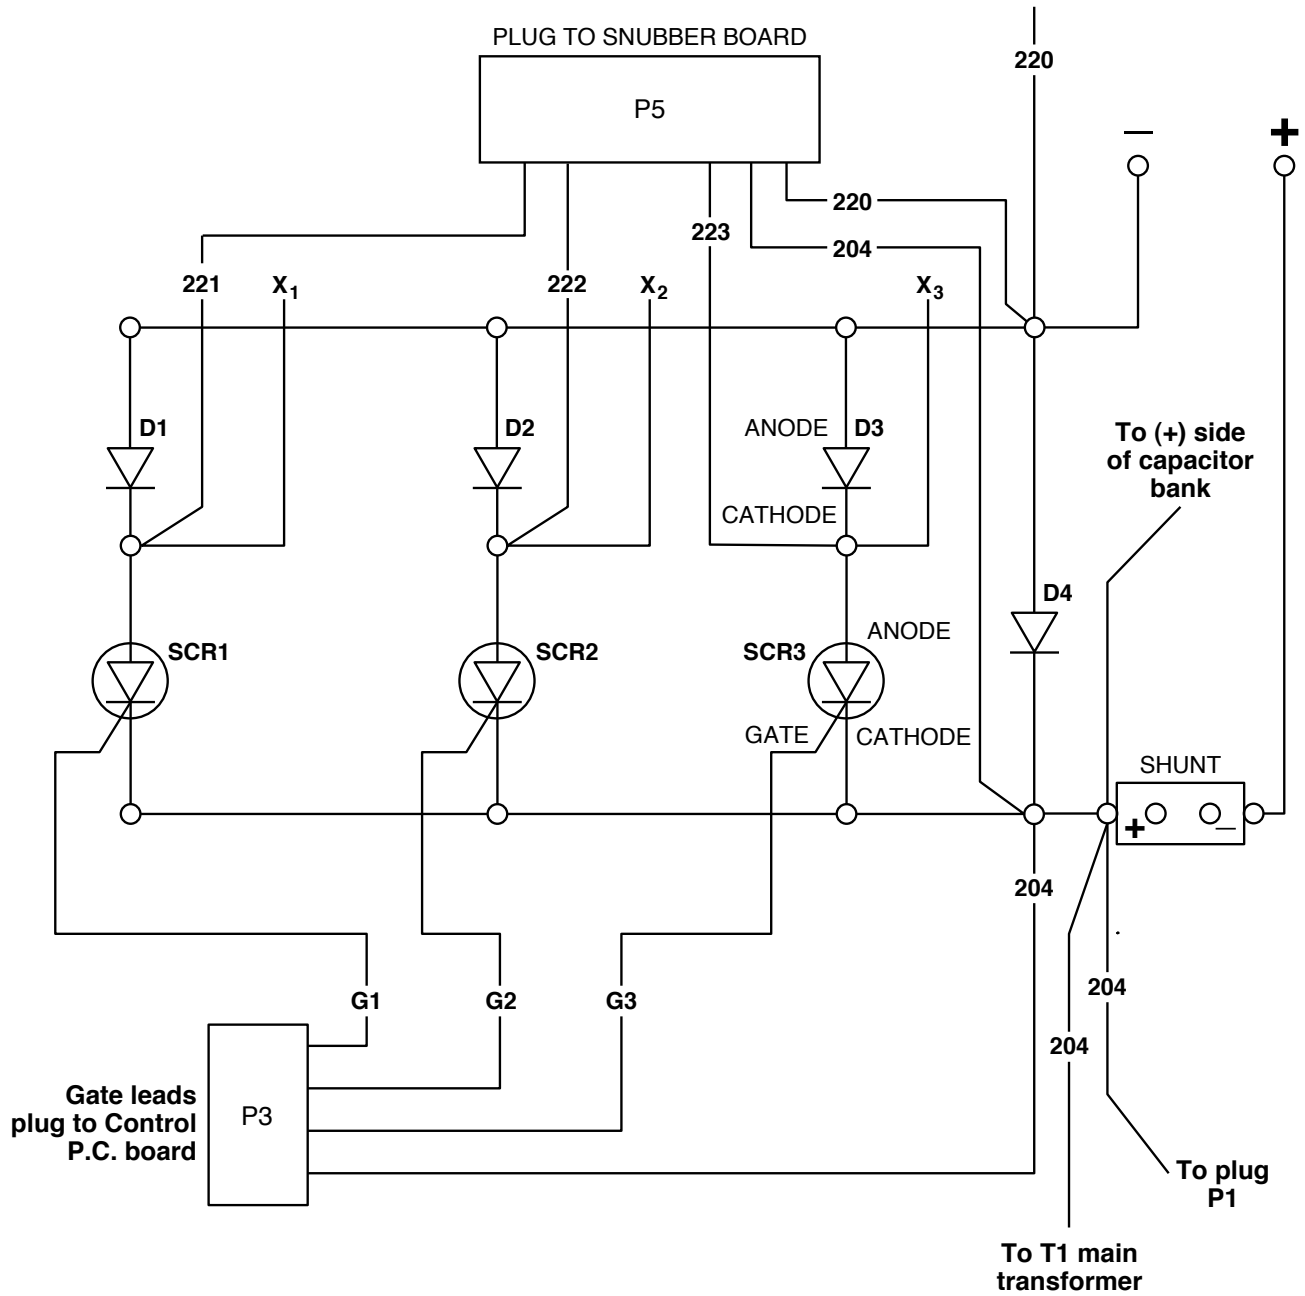 PLUG TO SNUBBER BOARD
220
P5
–
+
220
223
204
221
X1
222
X2
X3
D1
D2
ANODE
D3
To (+) side
of capacitor
bank
CATHODE
D4
ANODE
SCR1
SCR2
SCR3
GATE
CATHODE
SHUNT
+
–
204
G1
G2
G3
204
204
Gate leads
plug to Control
P.C. board
P3
To plug
P1
To T1 main
transformer